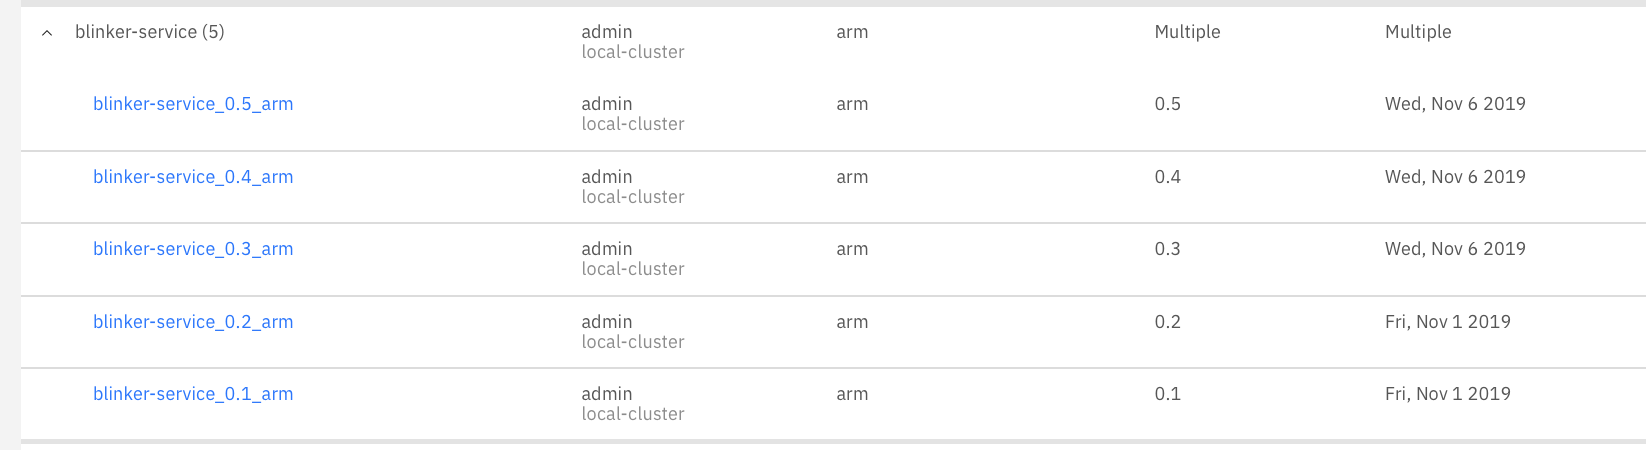 blinker-service (5) admin arm Multiple Multiple
local-cluster
blinker-service_0.5_arm admin arm 0.5 Wed, Nov 6 2019
local-cluster
blinker-service_0.4_arm admin arm 0.4 Wed, Nov 6 2019
local-cluster
blinker-service_0.3_arm admin arm 0.3 Wed, Nov 6 2019
local-cluster
blinker-service_0.2_arm admin arm 0.2 Fri, Nov 1 2019
local-cluster
blinker-service_0.1_arm admin arm 0.1 Fri, Nov 1 2019
local-cluster